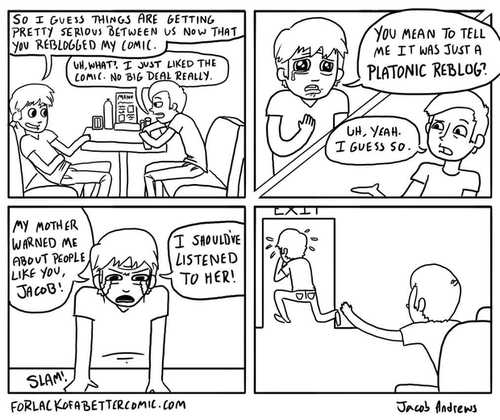 SO I GUESS THINGS ARE GETTING
PRETTY SERIOUS BETWEEN US NOW THAT
YOU REBLOGGED MY COMIC.
UH, WHAT? I JUST LIKED THE
COMIC. NO BIG DEAL REALLY.
MENU
YOU MEAN TO TELL
ME IT WAS JUST A
PLATONIC REBLOG?
UH, YEAH.
I GUESS SO.
MY MOTHER
WARNED ME
ABOUT PEOPLE
LIKE YOU,
JACOB!
I SHOULD'VE
LISTENED
TO HER!
SLAM!
EXIT
FORLACKOFABETTERCOMIC.COM
Jacob Andrews